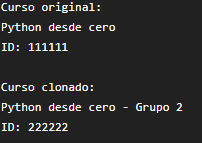 Curso original:
Python desde cero
ID: 111111
Curso clonado:
Python desde cero - Grupo 2
ID: 222222